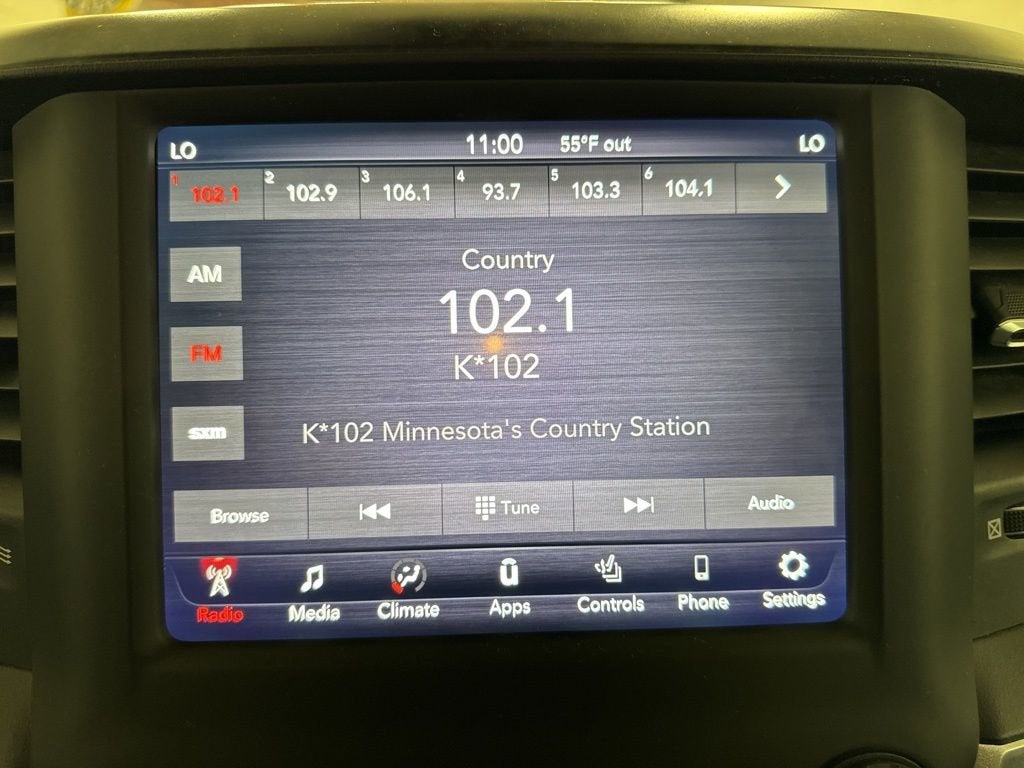 LO 11:00 55°F out LO
1 102.1 2 102.9 3 106.1 4 93.7 5 103.3 6 104.1
Country
AM
102.1
FM
K*102
sxm
K*102 Minnesota's Country Station
Browse Tune Audio
Radio Media Climate Apps Controls Phone Settings